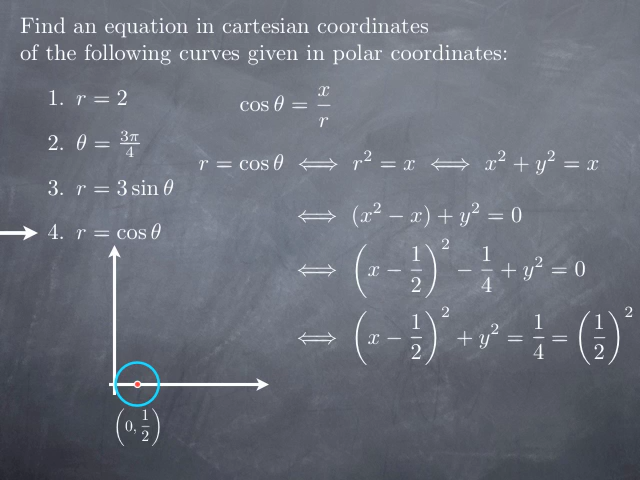 Find an equation in cartesian coordinates
of the following curves given in polar coordinates:
1. r = 2
cos θ = x/r
2. θ = 3π/4
r = cos θ ⟺ r² = x ⟺ x² + y² = x
3. r = 3 sin θ
⟺ (x² − x) + y² = 0
4. r = cos θ
⟺ (x − 1/2)² − 1/4 + y² = 0
⟺ (x − 1/2)² + y² = 1/4 = (1/2)²
(0, 1/2)